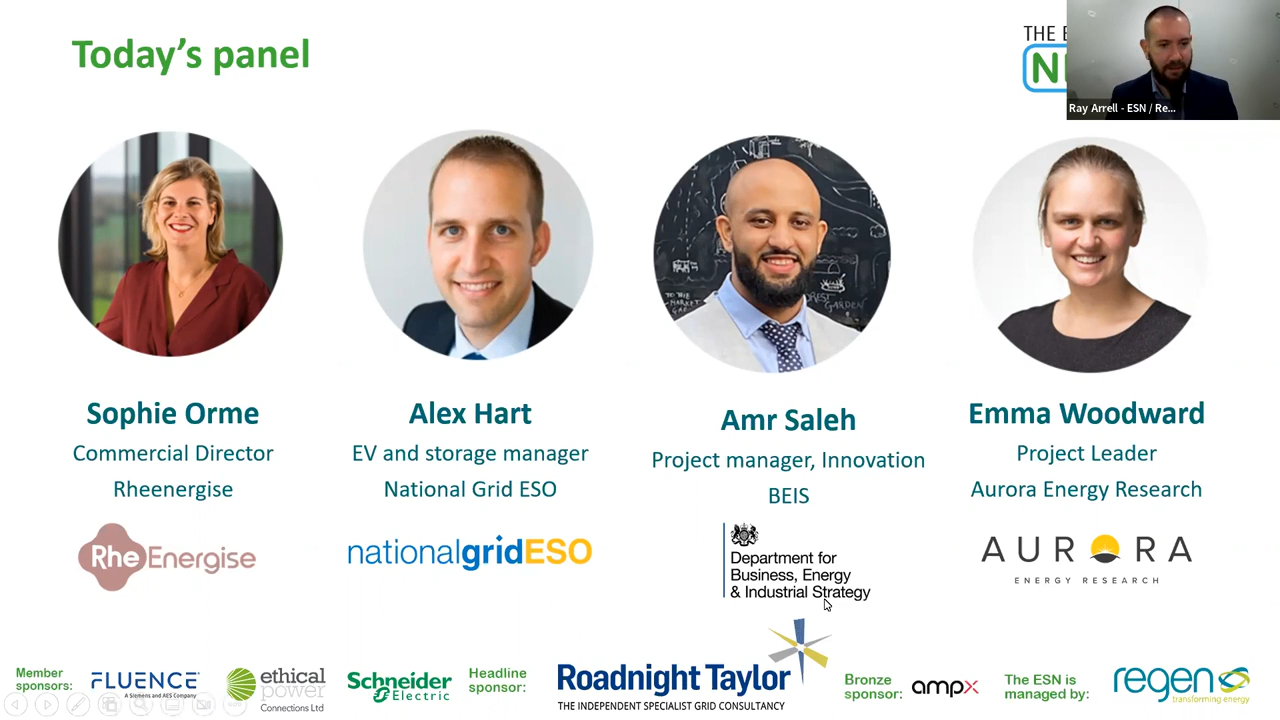 Today's panel
THE E
N
Ray Arrell - ESN / Re...
TO THE
MARKET
GARDEN
Sophie Orme
Commercial Director
Rheenergise
RheEnergise
Alex Hart
EV and storage manager
National Grid ESO
nationalgridESO
Amr Saleh
Project manager, Innovation
BEIS
Department for
Business, Energy
& Industrial Strategy
Emma Woodward
Project Leader
Aurora Energy Research
AURORA
ENERGY RESEARCH
Member
sponsors:
FLUENCE
A Siemens and AES Company
ethical
power
Connections Ltd
Schneider
Electric
Headline
sponsor:
Roadnight Taylor
THE INDEPENDENT SPECIALIST GRID CONSULTANCY
Bronze
sponsor:
ampx
The ESN is
managed by:
regen
transforming energy